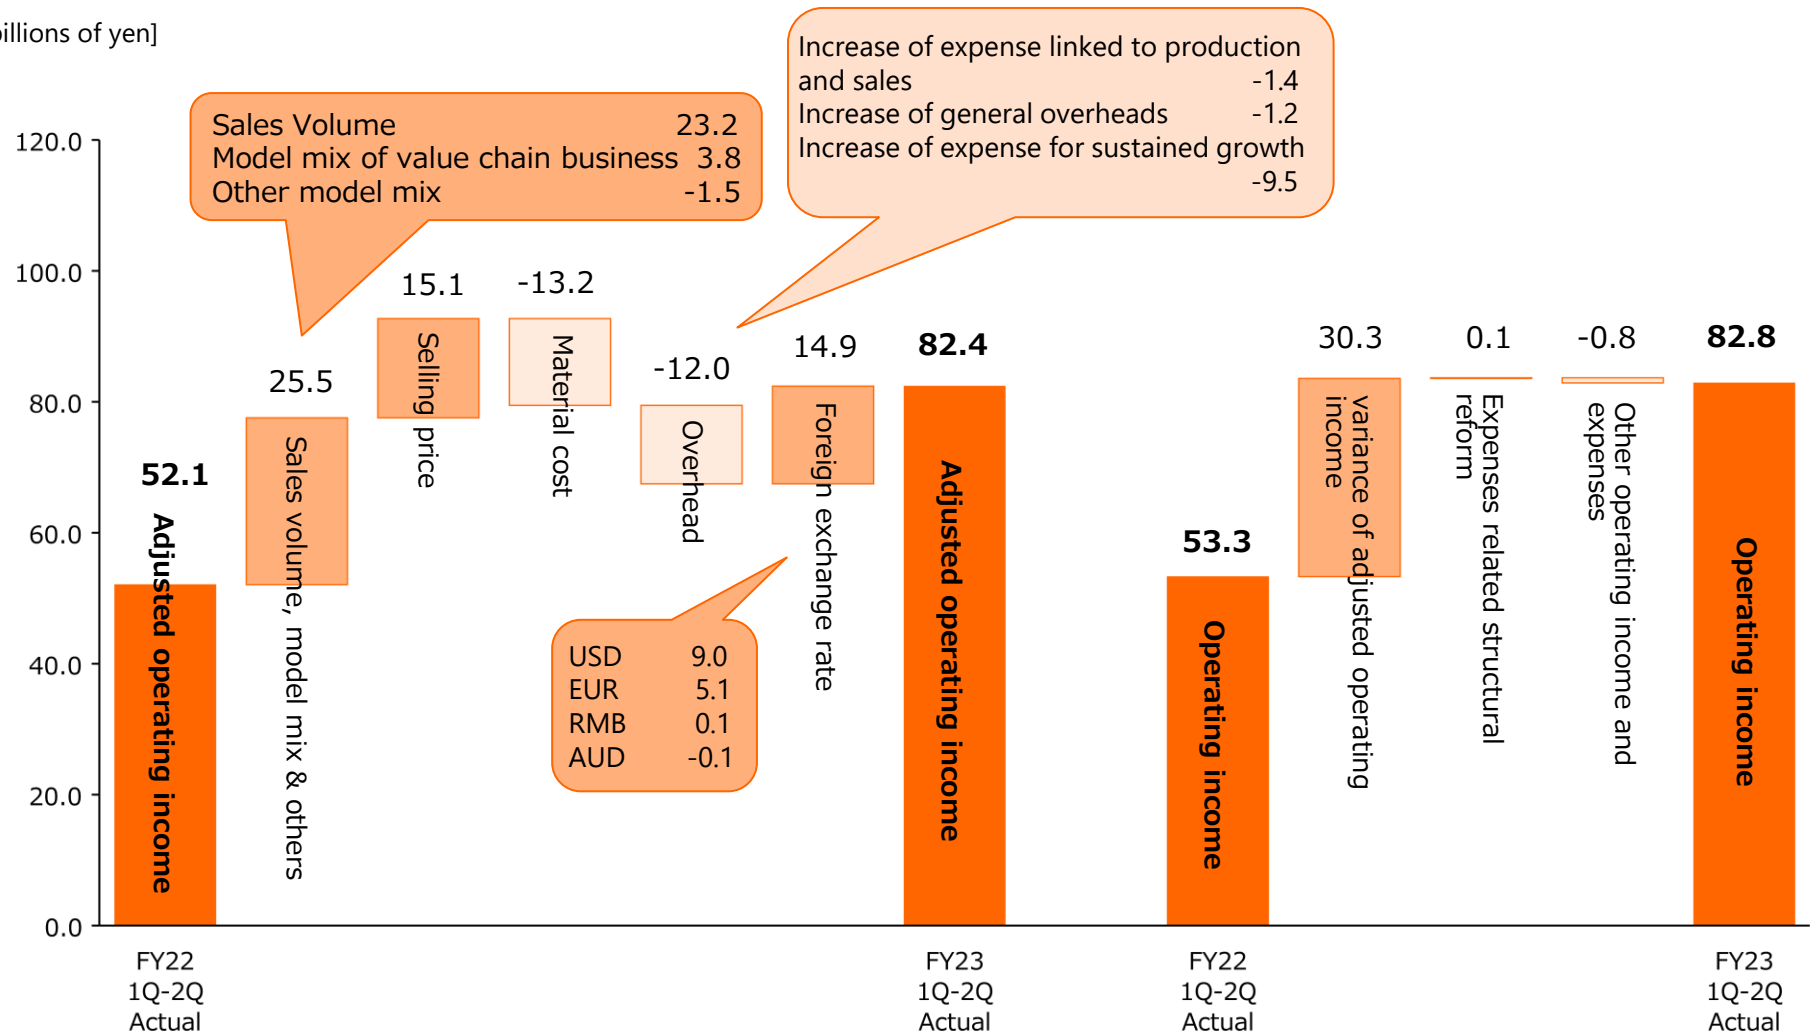 illions of yen]
Increase of expense linked to production
and sales -1.4
Increase of general overheads -1.2
Increase of expense for sustained growth
-9.5
Sales Volume 23.2
Model mix of value chain business 3.8
Other model mix -1.5
120.0
100.0
80.0
60.0
40.0
20.0
0.0
52.1
Adjusted operating income
25.5
Sales volume, model mix & others
15.1
Selling price
-13.2
Material cost
-12.0
Overhead
14.9
Foreign exchange rate
USD 9.0
EUR 5.1
RMB 0.1
AUD -0.1
82.4
Adjusted operating income
53.3
Operating income
30.3
variance of adjusted operating
income
0.1
Expenses related structural
reform
-0.8
Other operating income and
expenses
82.8
Operating income
FY22
1Q-2Q
Actual
FY23
1Q-2Q
Actual
FY22
1Q-2Q
Actual
FY23
1Q-2Q
Actual